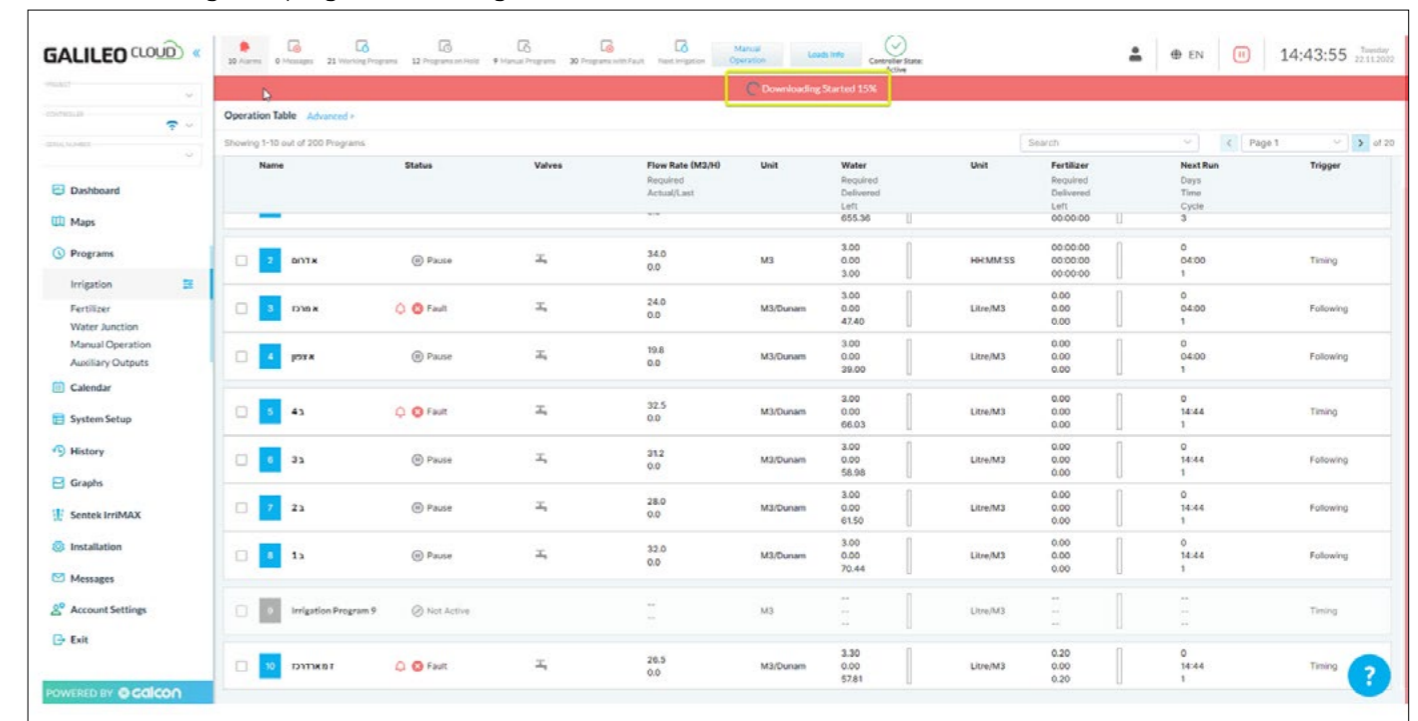 GALILEO CLOUD «
10 Alarms
0 Messages
21 Working Programs
12 Programs on Hold
9 Manual Programs
30 Programs with Fault
Next Irrigation
Manual Operation
Loads Info
Controller State: Active
EN
14:43:55
Tuesday
22.11.2022
Downloading Started 15%
PROJECT
CONTROLLER
SERIAL NUMBER
Dashboard
Maps
Programs
Irrigation
Fertilizer
Water Junction
Manual Operation
Auxiliary Outputs
Calendar
System Setup
History
Graphs
Sentek IrriMAX
Installation
Messages
Account Settings
Exit
POWERED BY galcon
Operation Table Advanced »
Showing 1-10 out of 200 Programs
Search
Page 1
of 20
Name Status Valves Flow Rate (M3/H) Unit Water Unit Fertilizer Next Run Trigger
Required Required Required Days
Actual/Last Delivered Delivered Time
Left Left Cycle
655.36 00:00:00 3
34.0 3.00 00:00:00 0
2 א דרום Pause M3 0.00 HH:MM:SS 00:00:00 04:00 Timing
0.0 3.00 00:00:00 1
24.0 3.00 0.00 0
3 א מרכז Fault M3/Dunam 0.00 Litre/M3 0.00 04:00 Following
0.0 47.40 0.00 1
19.8 3.00 0.00 0
4 א צפון Pause M3/Dunam 0.00 Litre/M3 0.00 04:00 Following
0.0 39.00 0.00 1
32.5 3.00 0.00 0
5 ב 4 Fault M3/Dunam 0.00 Litre/M3 0.00 14:44 Timing
0.0 66.03 0.00 1
31.2 3.00 0.00 0
6 ב 3 Pause M3/Dunam 0.00 Litre/M3 0.00 14:44 Following
0.0 58.98 0.00 1
28.0 3.00 0.00 0
7 ב 2 Pause M3/Dunam 0.00 Litre/M3 0.00 14:44 Following
0.0 61.50 0.00 1
32.0 3.00 0.00 0
8 ב 1 Pause M3/Dunam 0.00 Litre/M3 0.00 14:44 Following
0.0 70.44 0.00 1
-- -- -- --
9 Irrigation Program 9 Not Active M3 -- Litre/M3 -- -- Timing
-- -- -- --
26.5 3.30 0.20 0
10 Fault M3/Dunam 0.00 Litre/M3 0.00 14:44 Timing
0.0 57.81 0.20 1
?